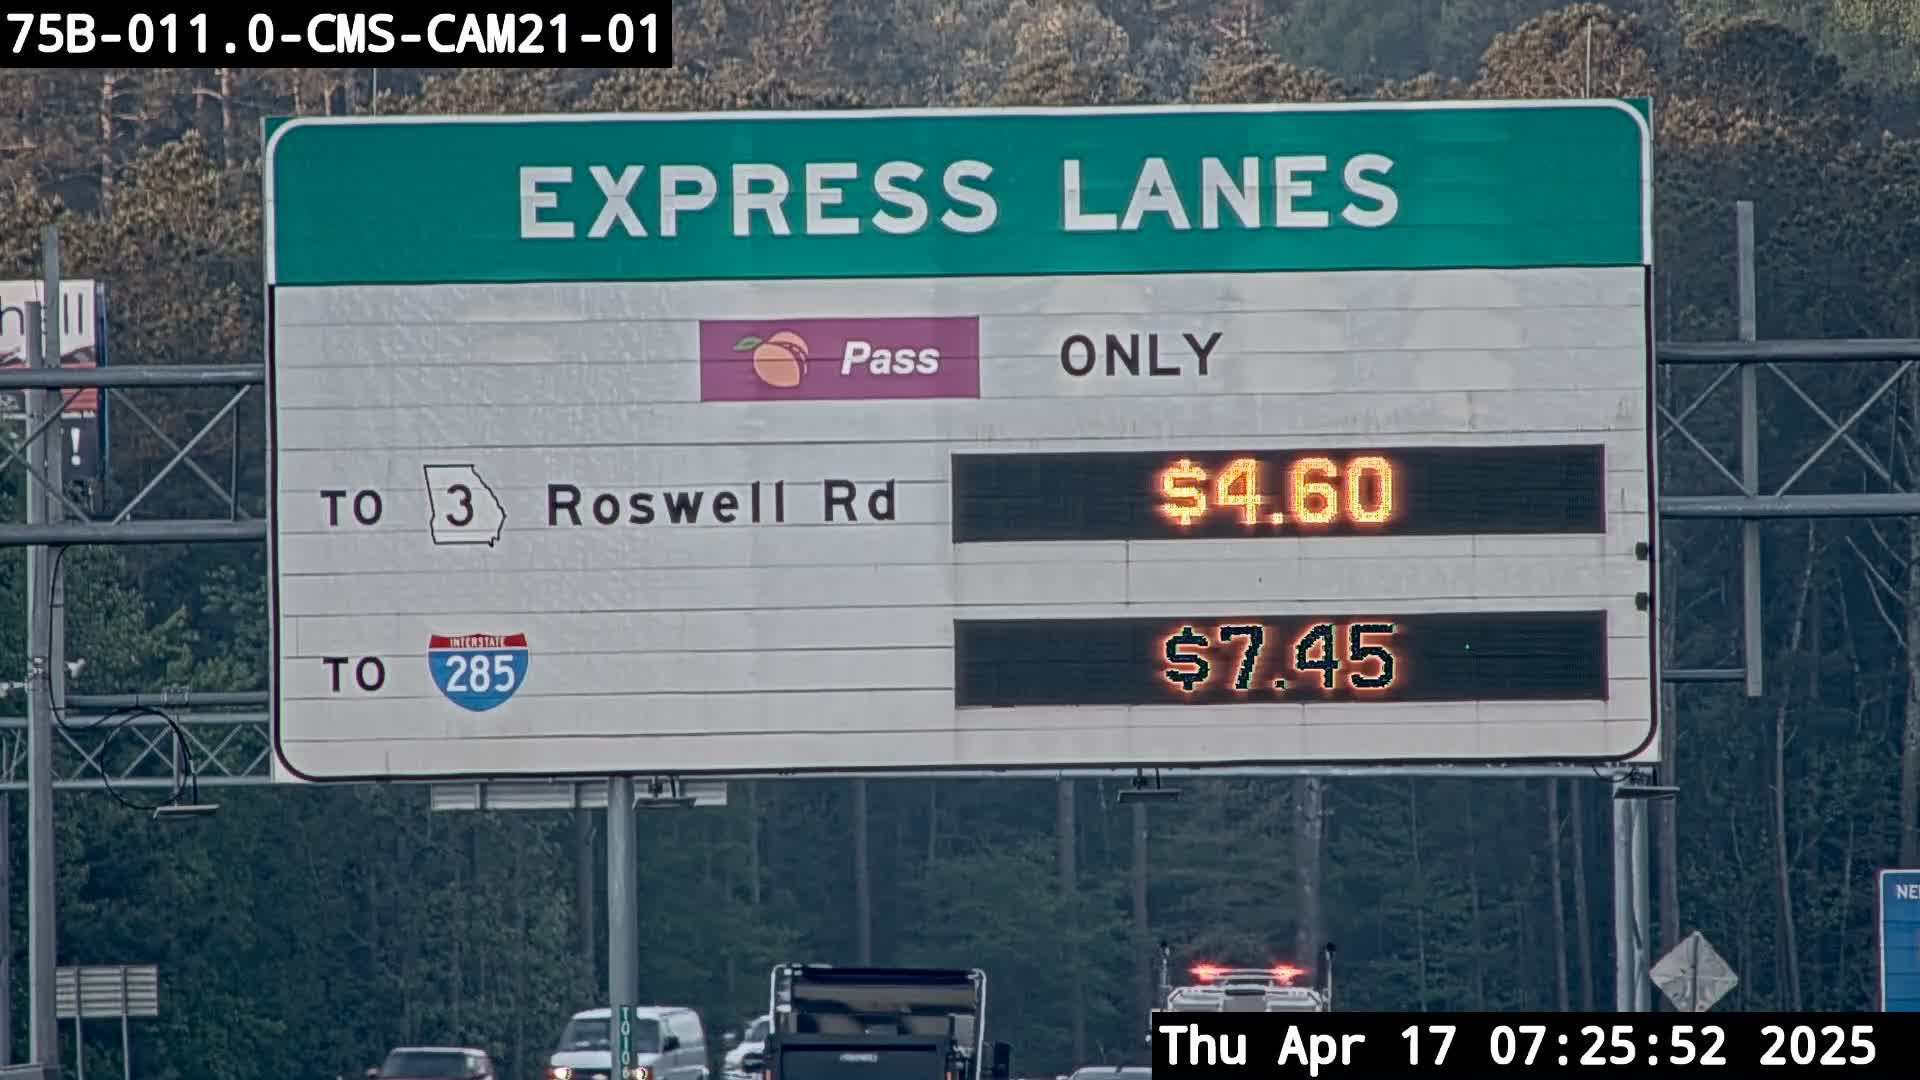 75B-011.0-CMS-CAM21-01
EXPRESS LANES
Pass ONLY
TO 3 Roswell Rd $4.60
INTERSTATE
TO 285 $7.45
!
Thu Apr 17 07:25:52 2025